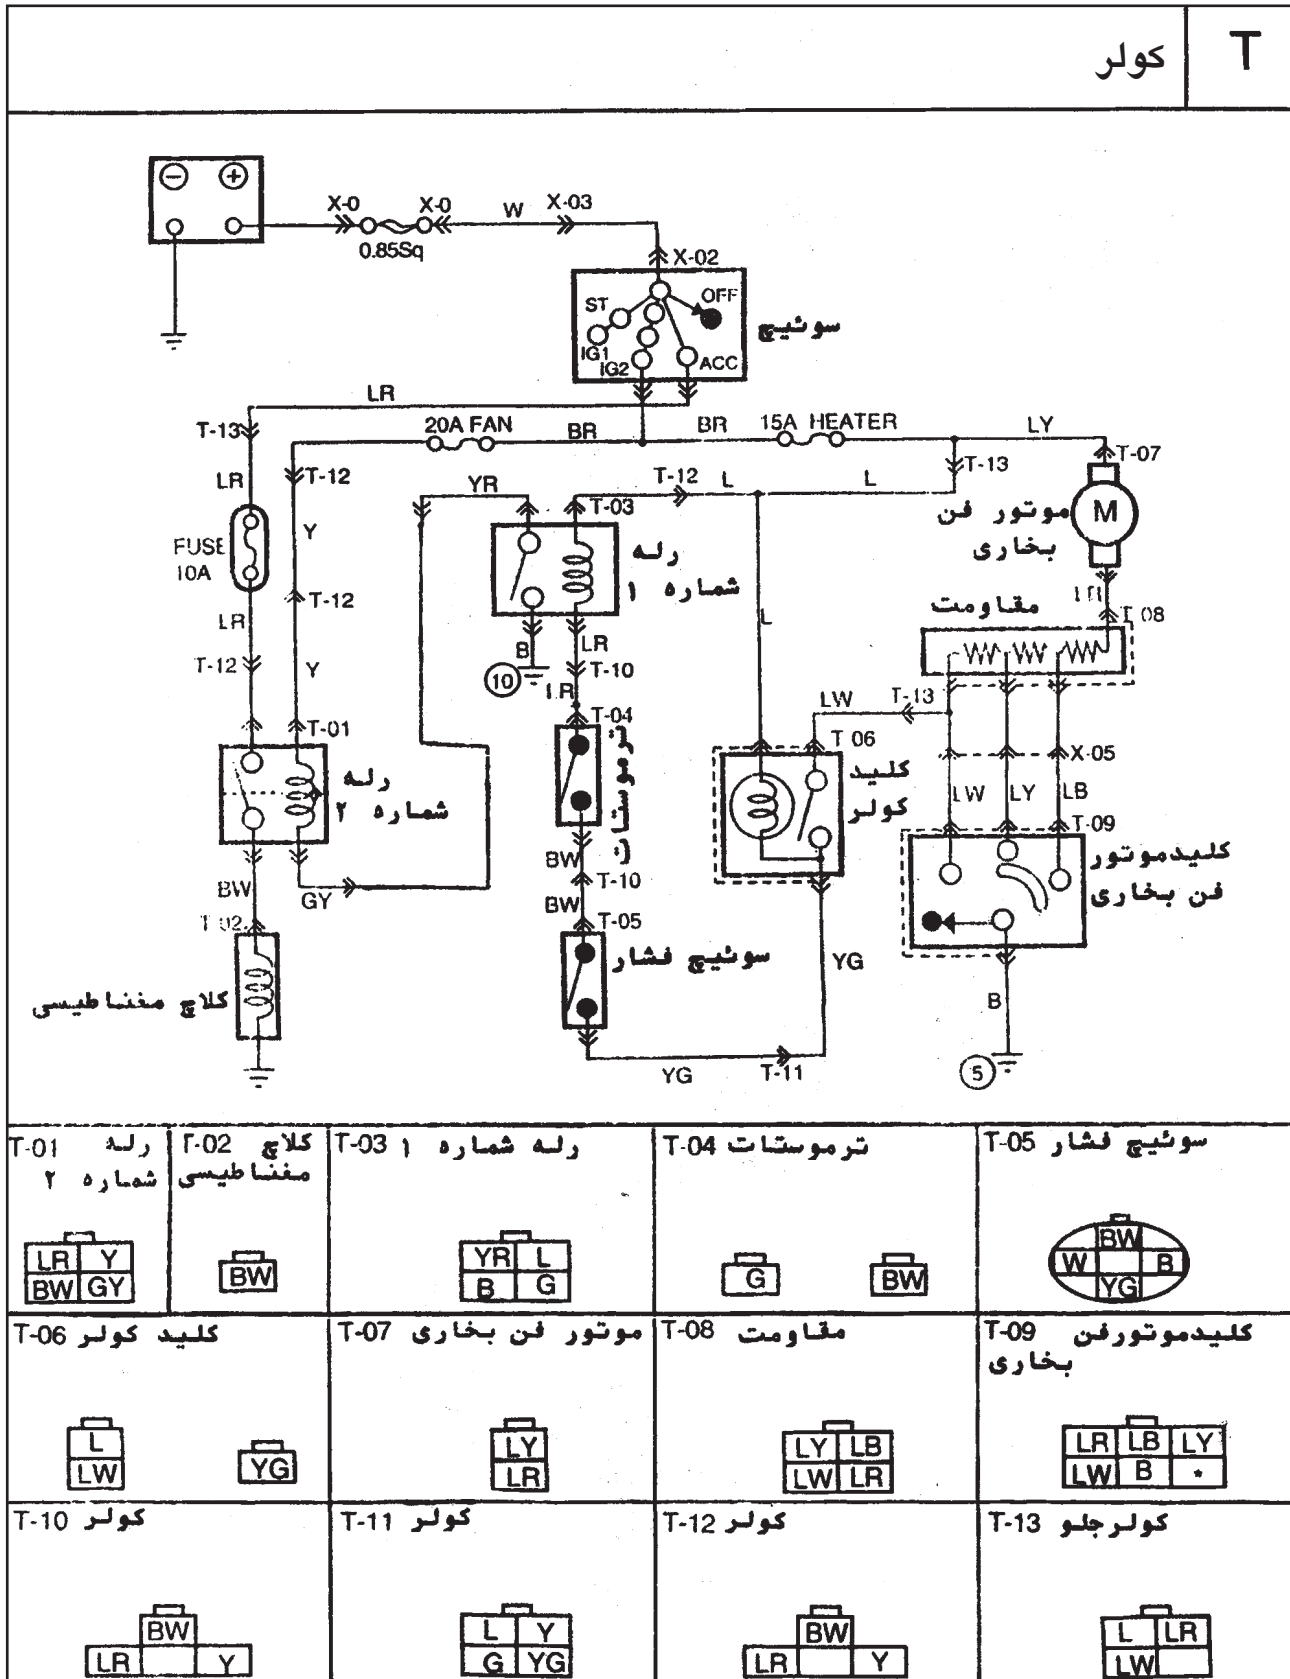 T
کولر
X-0
X-0
W
X-03
0.85Sq
X-02
ST
OFF
IG1
IG2
ACC
سوئیچ
LR
T-13
20A FAN
BR
BR
15A HEATER
LY
T-07
LR
T-12
YR
T-03
T-12
L
L
T-13
M
موتور فن
بخاری
Y
FUSE
10A
رله
شماره ۱
T-12
LR
مقاومت
T 08
LR
T-12
Y
B
LR
10
T-10
LR
L
T-01
T-04
LW
T-13
T 06
X-05
رله
شماره ۲
ترموستات
کلید
کولر
LW
LY
LB
T-09
BW
GY
BW
T-10
BW
T-05
کلیدموتور
فن بخاری
T-02
کلاچ مغناطیسی
سوئیچ فشار
YG
B
YG
T-11
5
T-01 رله
شماره ۲
LR Y
BW GY
T-02 کلاچ
مغناطیسی
BW
T-03 رله شماره ۱
YR L
B G
T-04 ترموستات
G
BW
T-05 سوئیچ فشار
BW
W B
YG
T-06 کلید کولر
L
LW
YG
T-07 موتور فن بخاری
LY
LR
T-08 مقاومت
LY LB
LW LR
T-09 کلیدموتورفن
بخاری
LR LB LY
LW B *
T-10 کولر
BW
LR Y
T-11 کولر
L Y
G YG
T-12 کولر
BW
LR Y
T-13 کولرجلو
L LR
LW